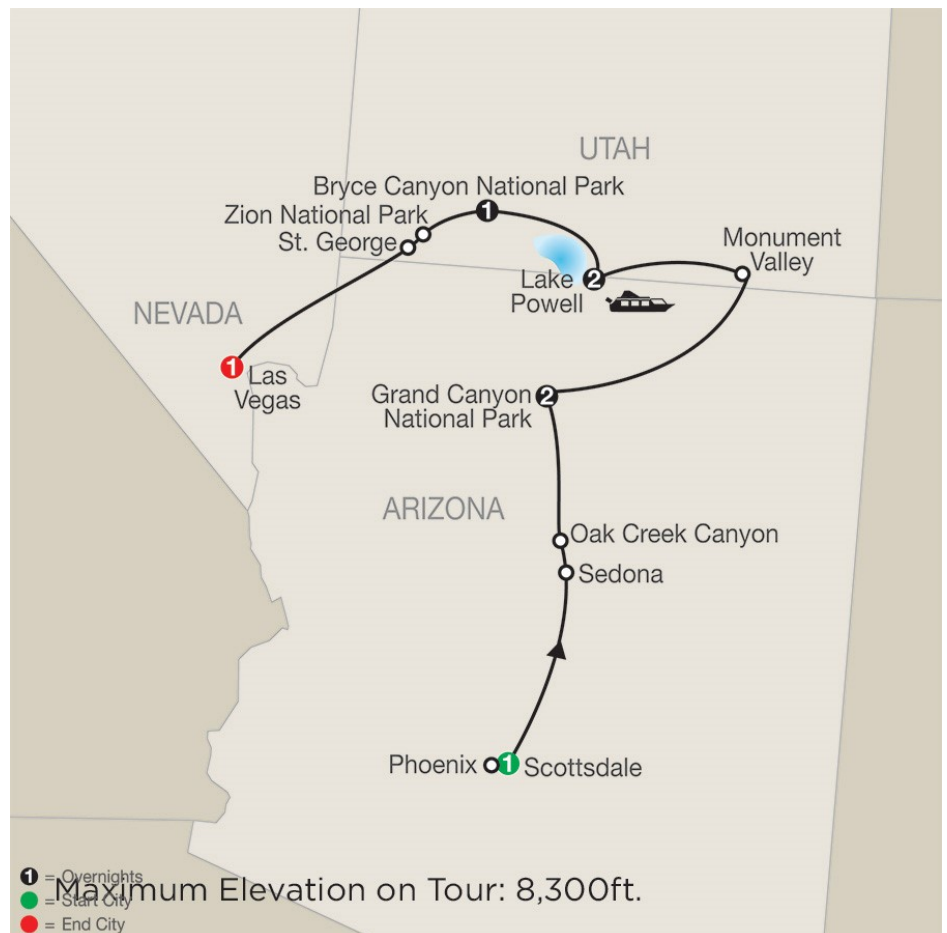 UTAH
Bryce Canyon National Park
1
Zion National Park
St. George
Monument
Valley
Lake
Powell
2
NEVADA
1
Las
Vegas
Grand Canyon
National Park
2
ARIZONA
Oak Creek Canyon
Sedona
Phoenix
1
Scottsdale
1 = Overnights
Maximum Elevation on Tour: 8,300ft.
= Start City
= End City